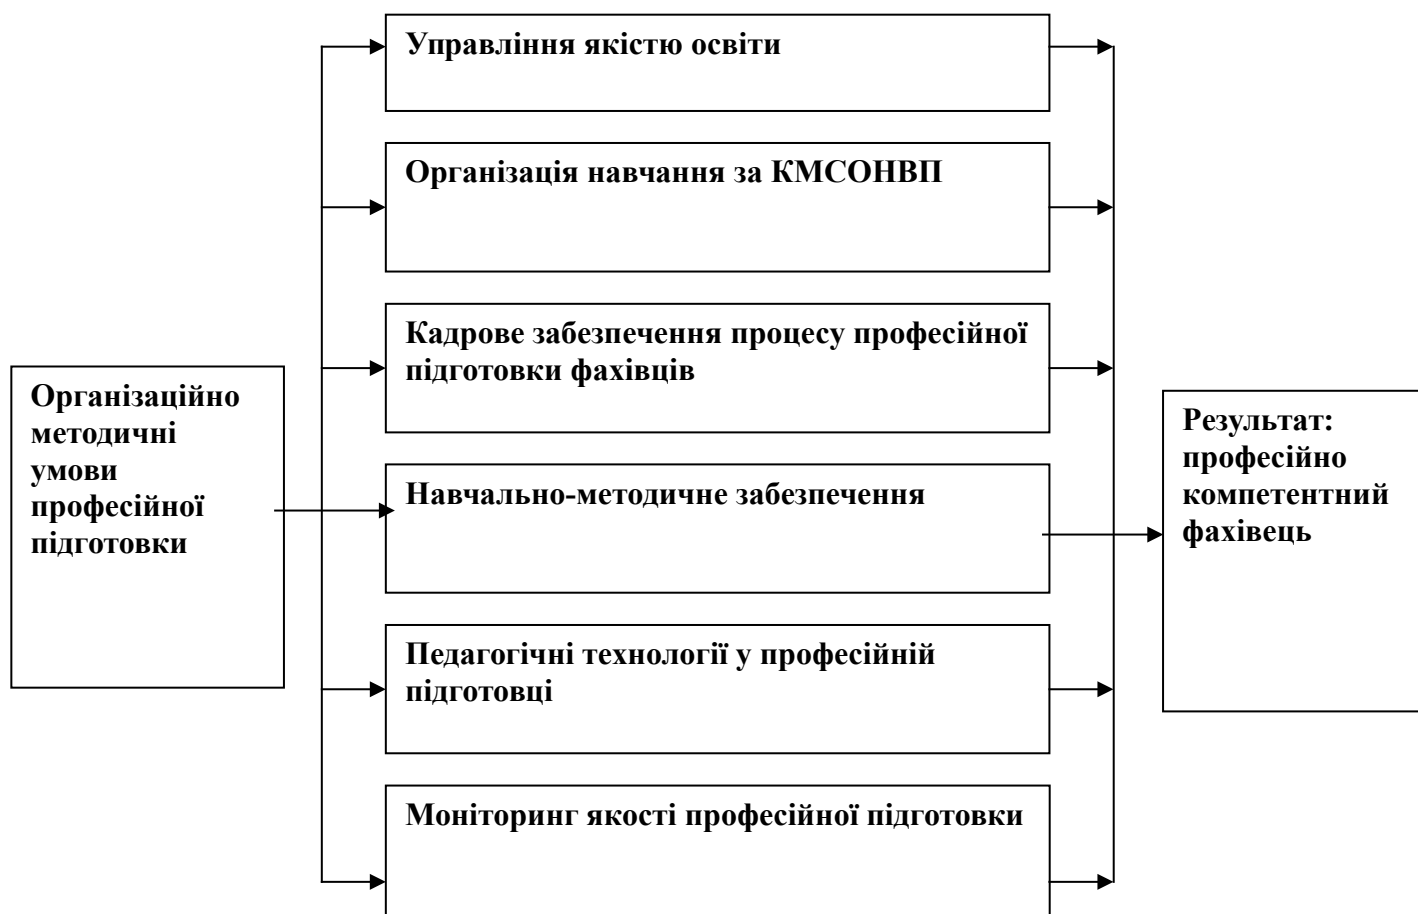 Управління якістю освіти
Організація навчання за КМСОНВП
Кадрове забезпечення процесу професійної
підготовки фахівців
Організаційно
методичні
умови
професійної
підготовки
Навчально-методичне забезпечення
Педагогічні технології у професійній
підготовці
Моніторинг якості професійної підготовки
Результат:
професійно
компетентний
фахівець